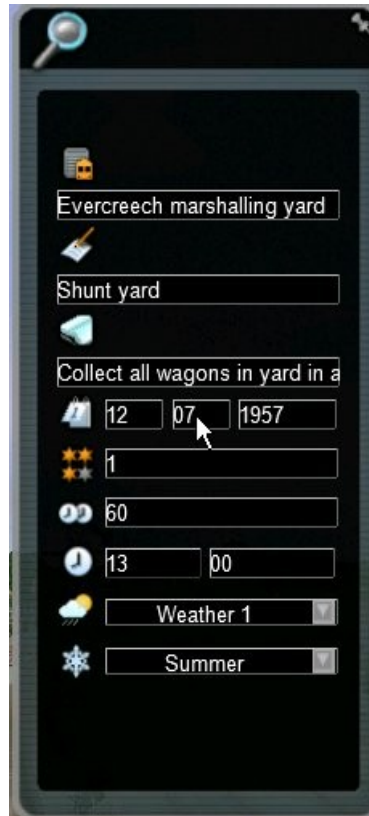 Evercreech marshalling yard
Shunt yard
Collect all wagons in yard in a
12 07 1957
1
60
13 00
Weather 1
Summer